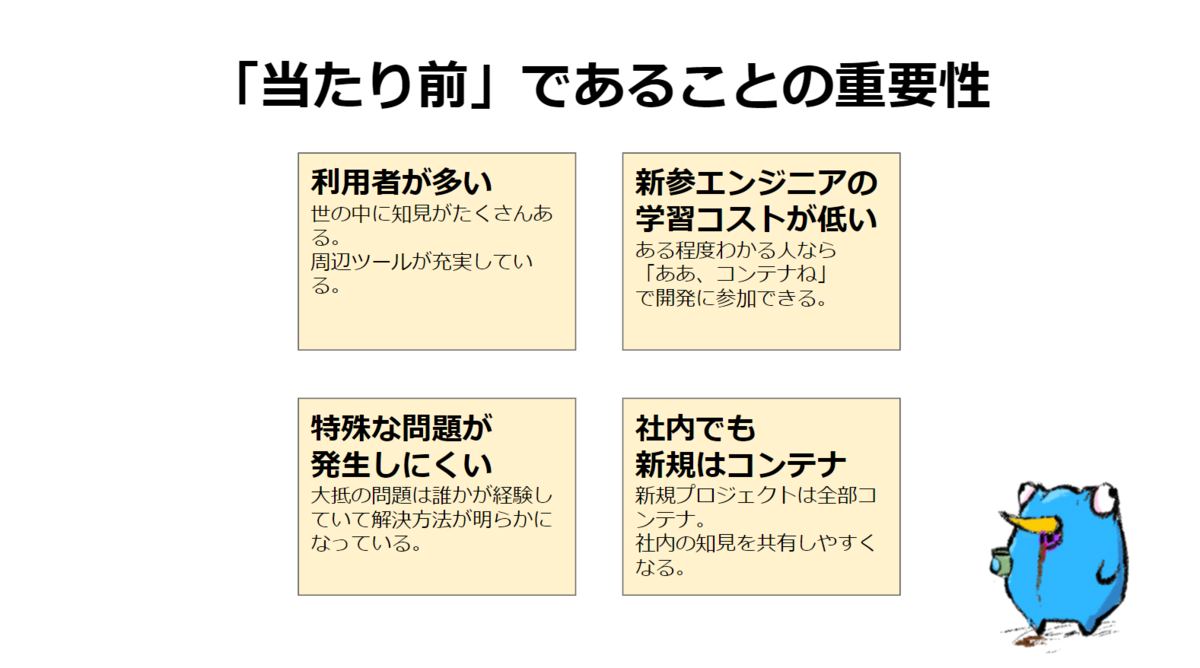 「当たり前」であることの重要性
利用者が多い
世の中に知見がたくさんあ
る。
周辺ツールが充実してい
る。
新参エンジニアの
学習コストが低い
ある程度わかる人なら
「ああ、コンテナね」
で開発に参加できる。
特殊な問題が
発生しにくい
大抵の問題は誰かが経験し
ていて解決方法が明らかに
なっている。
社内でも
新規はコンテナ
新規プロジェクトは全部コ
ンテナ。
社内の知見を共有しやすく
なる。